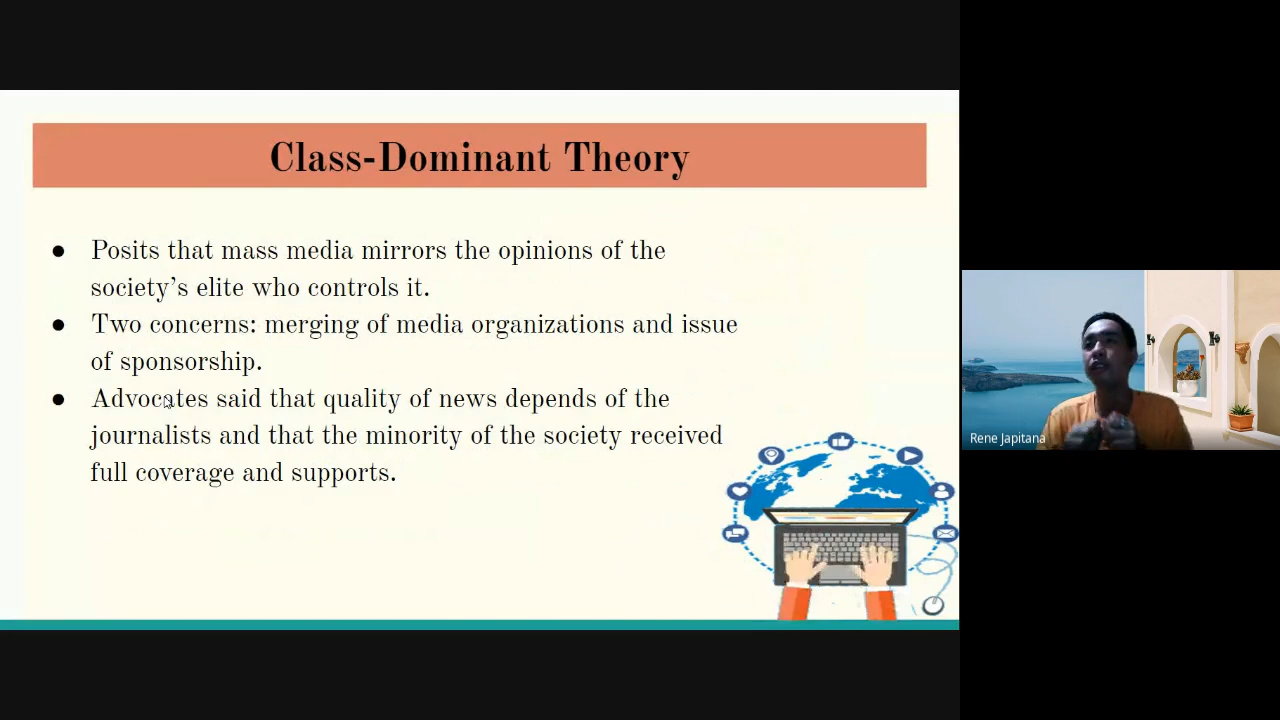 Class-Dominant Theory
● Posits that mass media mirrors the opinions of the
society’s elite who controls it.
● Two concerns: merging of media organizations and issue
of sponsorship.
● Advocates said that quality of news depends of the
journalists and that the minority of the society received
full coverage and supports.
Rene Japitana